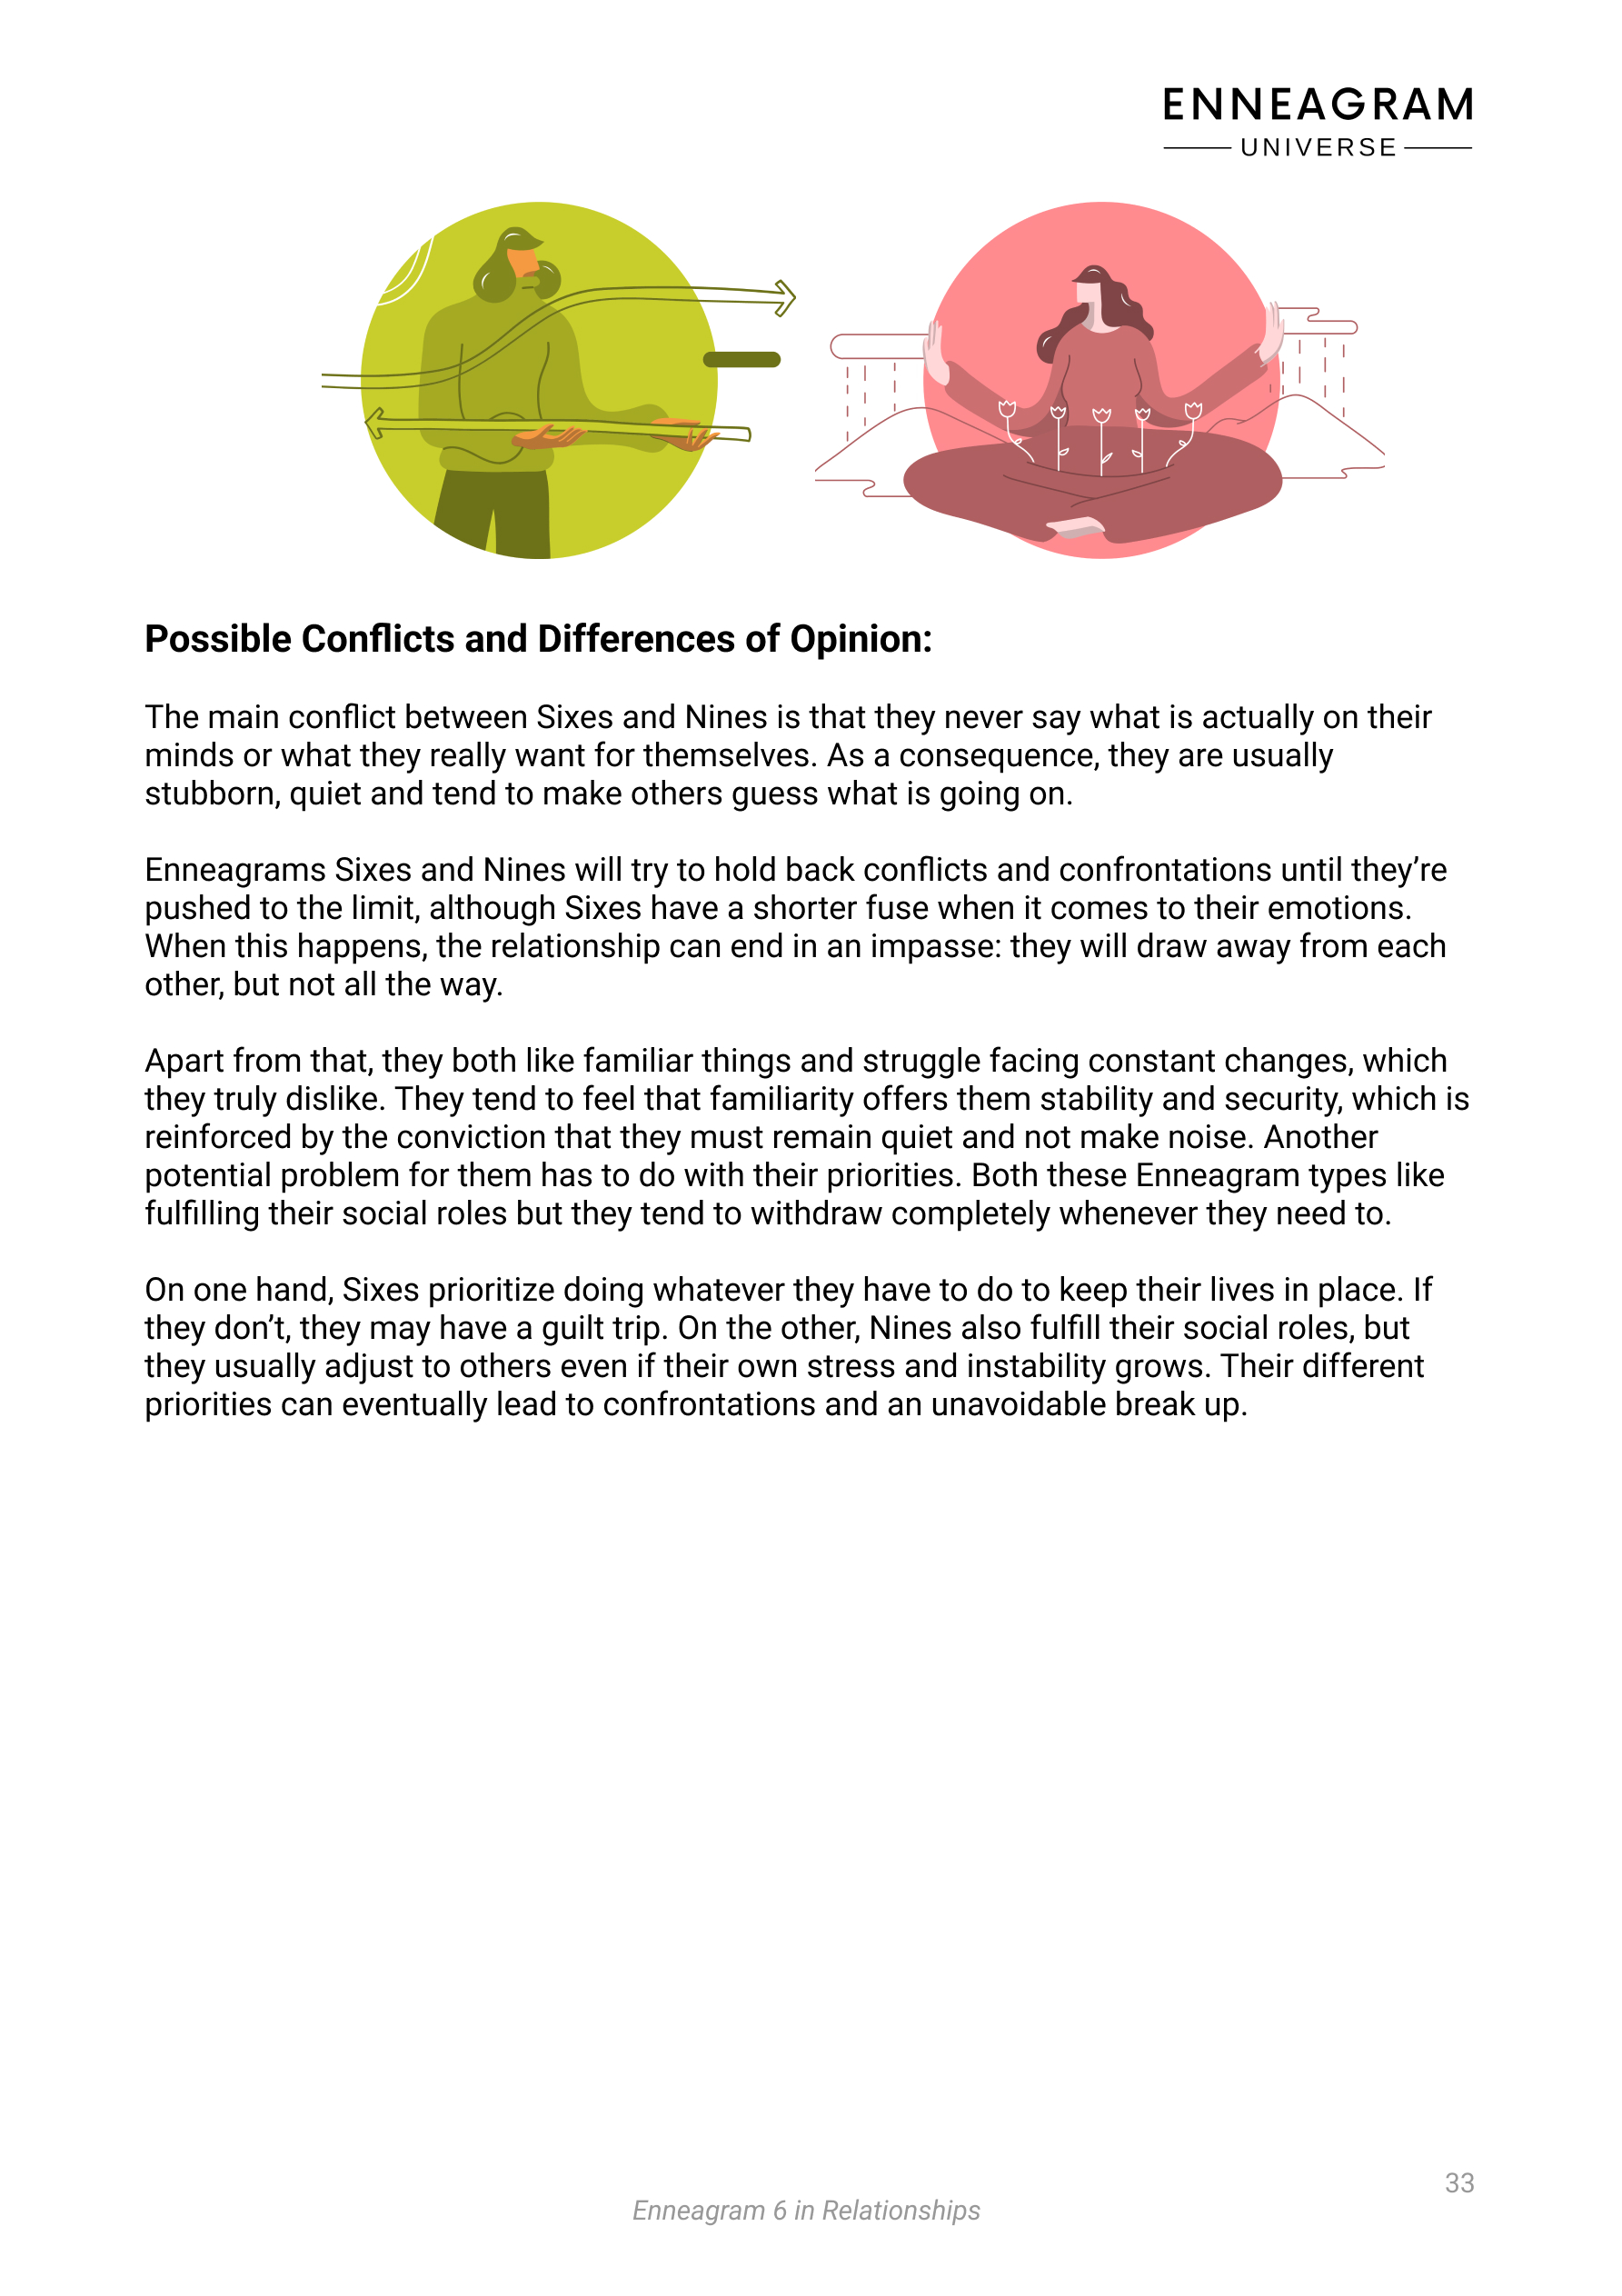 ENNEAGRAM
UNIVERSE
Possible Conflicts and Differences of Opinion:
The main conflict between Sixes and Nines is that they never say what is actually on their
minds or what they really want for themselves. As a consequence, they are usually
stubborn, quiet and tend to make others guess what is going on.
Enneagrams Sixes and Nines will try to hold back conflicts and confrontations until they’re
pushed to the limit, although Sixes have a shorter fuse when it comes to their emotions.
When this happens, the relationship can end in an impasse: they will draw away from each
other, but not all the way.
Apart from that, they both like familiar things and struggle facing constant changes, which
they truly dislike. They tend to feel that familiarity offers them stability and security, which is
reinforced by the conviction that they must remain quiet and not make noise. Another
potential problem for them has to do with their priorities. Both these Enneagram types like
fulfilling their social roles but they tend to withdraw completely whenever they need to.
On one hand, Sixes prioritize doing whatever they have to do to keep their lives in place. If
they don’t, they may have a guilt trip. On the other, Nines also fulfill their social roles, but
they usually adjust to others even if their own stress and instability grows. Their different
priorities can eventually lead to confrontations and an unavoidable break up.
33
Enneagram 6 in Relationships